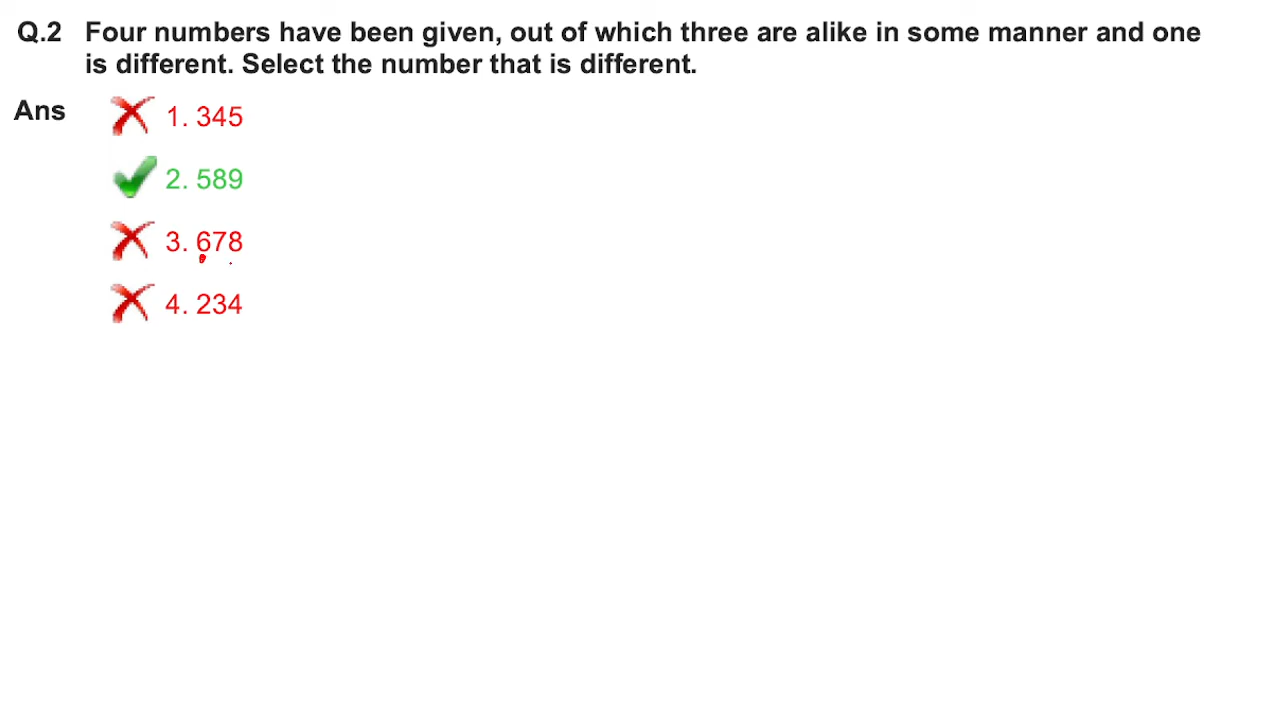 Q.2 Four numbers have been given, out of which three are alike in some manner and one
is different. Select the number that is different.
Ans 1. 345
2. 589
3. 678
4. 234